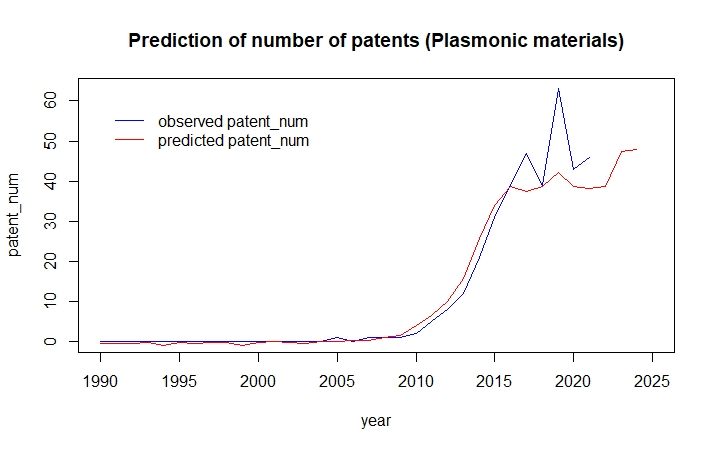 Prediction of number of patents (Plasmonic materials)
observed patent_num
predicted patent_num
patent_num
60
50
40
30
20
10
0
1990 1995 2000 2005 2010 2015 2020 2025
year